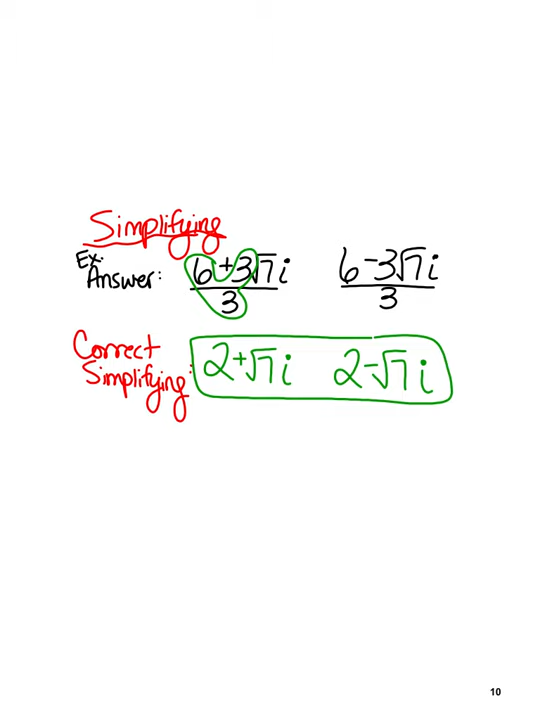 Simplifying
Ex.
Answer: 6+3√7i/3 6-3√7i/3
Correct
Simplifying: 2+√7i 2-√7i
10